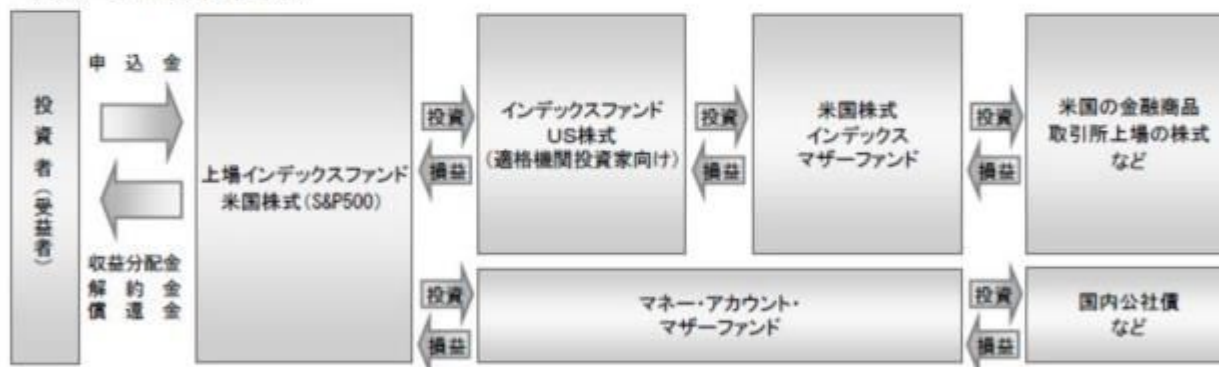 投資者(受益者)
申込金
収益分配金
解約金
償還金
上場インデックスファンド
米国株式(S&P500)
投資
損益
インデックスファンド
US株式
(適格機関投資家向け)
投資
損益
米国株式
インデックス
マザーファンド
投資
損益
米国の金融商品
取引所上場の株式
など
投資
損益
マネー・アカウント・
マザーファンド
投資
損益
国内公社債
など